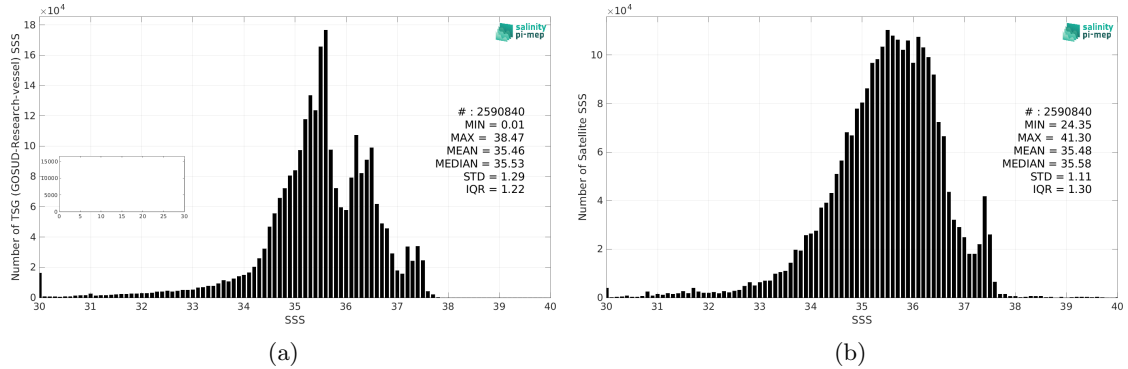 ×10⁴
18
16
14
12
10
8
6
4
2
0
Number of TSG (GOSUD-Research-vessel) SSS
30 31 32 33 34 35 36 37 38 39 40
SSS
15000
10000
5000
0
0 5 10 15 20 25 30
salinity
pi-mep
# : 2590840
MIN = 0.01
MAX = 38.47
MEAN = 35.46
MEDIAN = 35.53
STD = 1.29
IQR = 1.22
(a)
×10⁴
10
8
6
4
2
0
Number of Satellite SSS
30 31 32 33 34 35 36 37 38 39 40
SSS
salinity
pi-mep
# : 2590840
MIN = 24.35
MAX = 41.30
MEAN = 35.48
MEDIAN = 35.58
STD = 1.11
IQR = 1.30
(b)